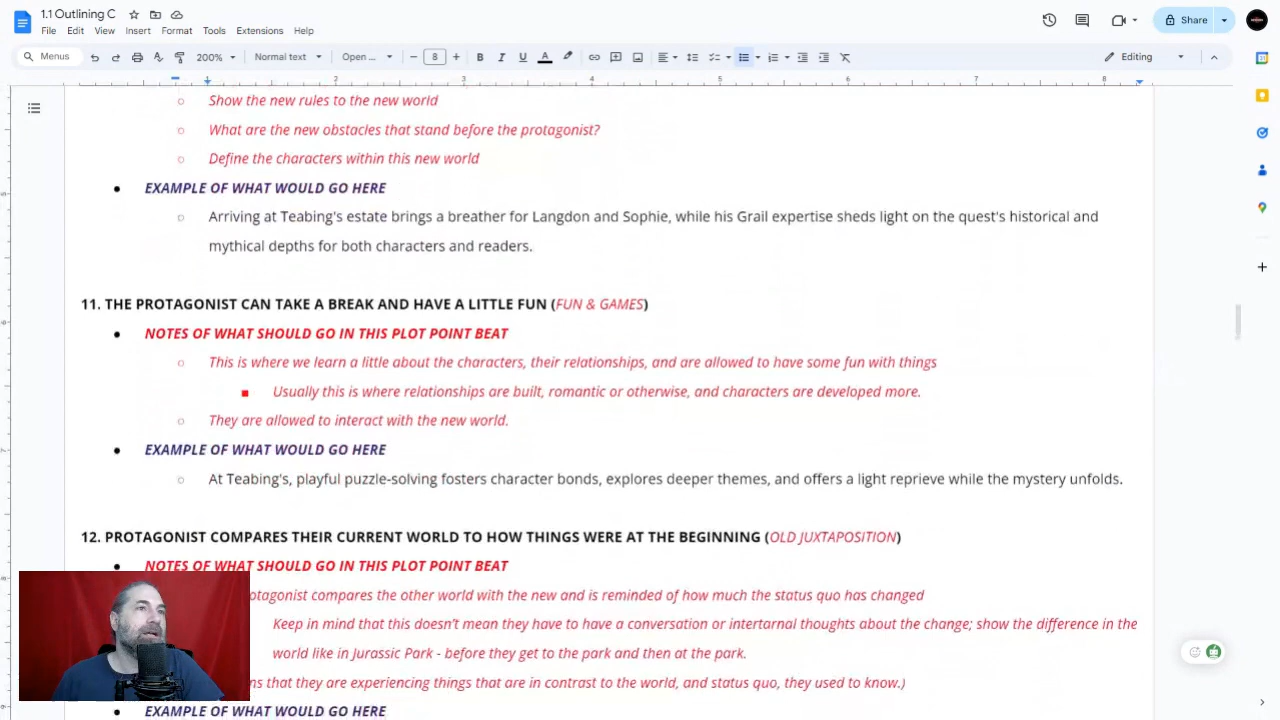 1.1 Outlining C
File Edit View Insert Format Tools Extensions Help
Share
Menus 200% Normal text Open ... 8 B I U A Editing
1 2 3 4 5 6 7 8
Show the new rules to the new world
What are the new obstacles that stand before the protagonist?
Define the characters within this new world
EXAMPLE OF WHAT WOULD GO HERE
Arriving at Teabing's estate brings a breather for Langdon and Sophie, while his Grail expertise sheds light on the quest's historical and
mythical depths for both characters and readers.
11. THE PROTAGONIST CAN TAKE A BREAK AND HAVE A LITTLE FUN (FUN & GAMES)
NOTES OF WHAT SHOULD GO IN THIS PLOT POINT BEAT
This is where we learn a little about the characters, their relationships, and are allowed to have some fun with things
Usually this is where relationships are built, romantic or otherwise, and characters are developed more.
They are allowed to interact with the new world.
EXAMPLE OF WHAT WOULD GO HERE
At Teabing's, playful puzzle-solving fosters character bonds, explores deeper themes, and offers a light reprieve while the mystery unfolds.
12. PROTAGONIST COMPARES THEIR CURRENT WORLD TO HOW THINGS WERE AT THE BEGINNING (OLD JUXTAPOSITION)
NOTES OF WHAT SHOULD GO IN THIS PLOT POINT BEAT
otagonist compares the other world with the new and is reminded of how much the status quo has changed
Keep in mind that this doesn't mean they have to have a conversation or intertarnal thoughts about the change; show the difference in the
world like in Jurassic Park - before they get to the park and then at the park.
ns that they are experiencing things that are in contrast to the world, and status quo, they used to know.)
EXAMPLE OF WHAT WOULD GO HERE